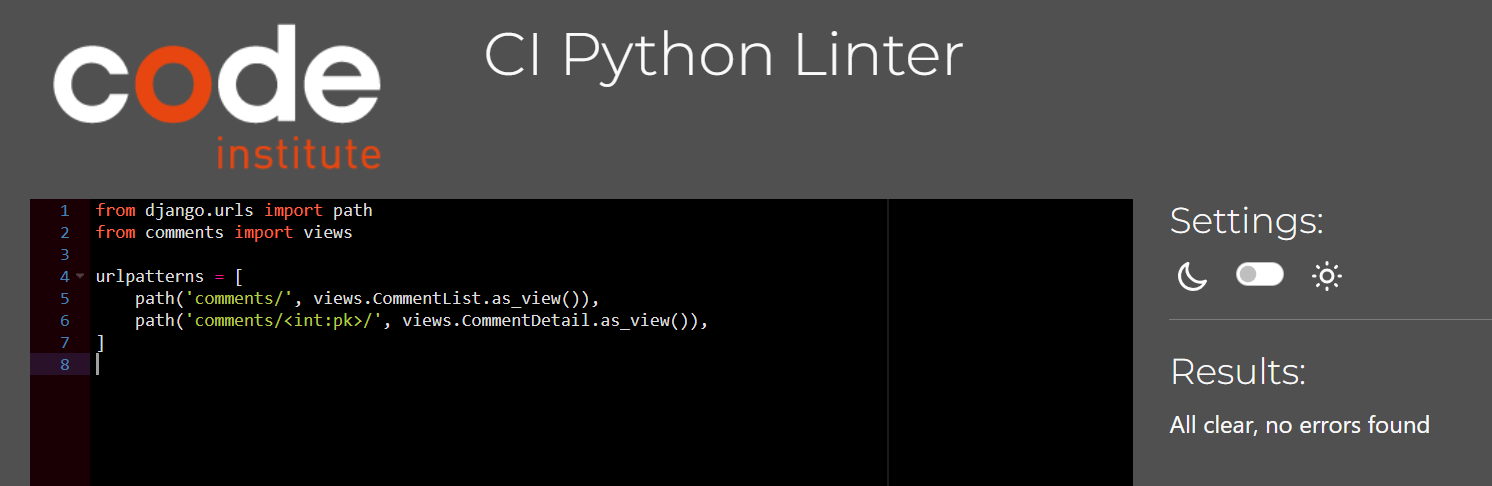 code
institute
CI Python Linter
1 from django.urls import path
2 from comments import views
3
4 urlpatterns = [
5     path('comments/', views.CommentList.as_view()),
6     path('comments/<int:pk>/', views.CommentDetail.as_view()),
7 ]
8
Settings:
Results:
All clear, no errors found